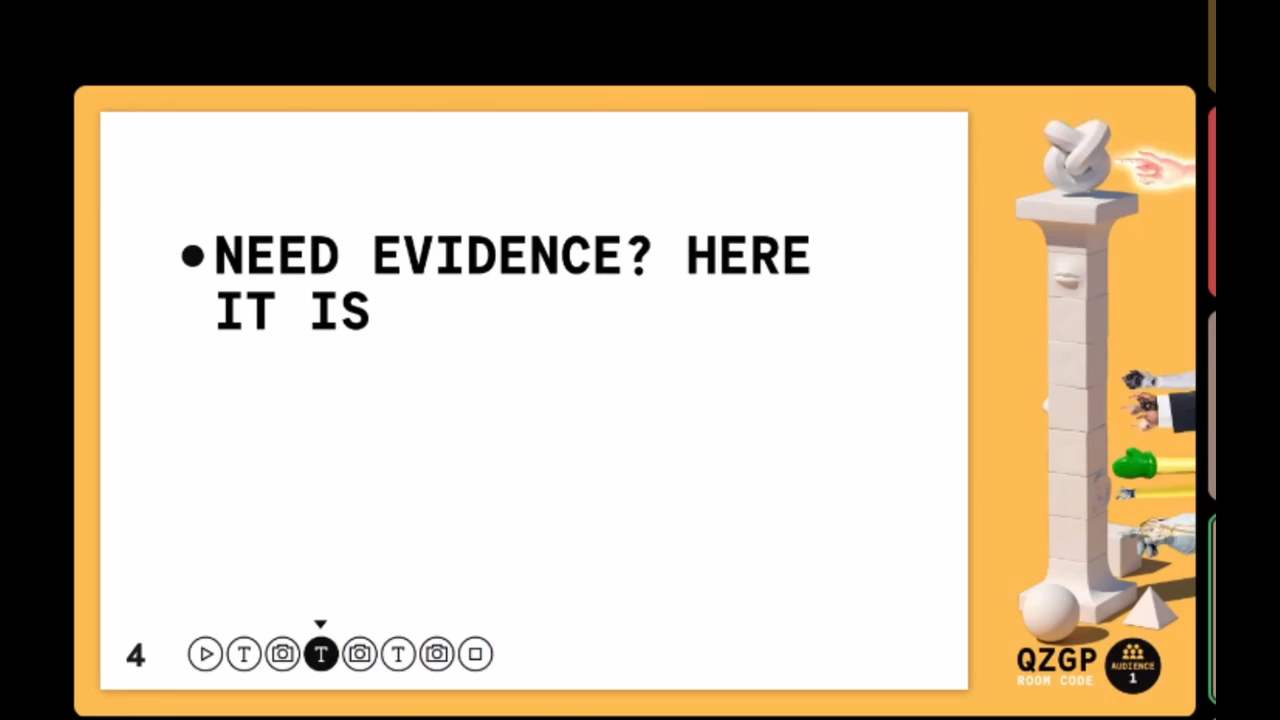 NEED EVIDENCE? HERE
IT IS
4
T
T
T
QZGP
ROOM CODE
AUDIENCE
1